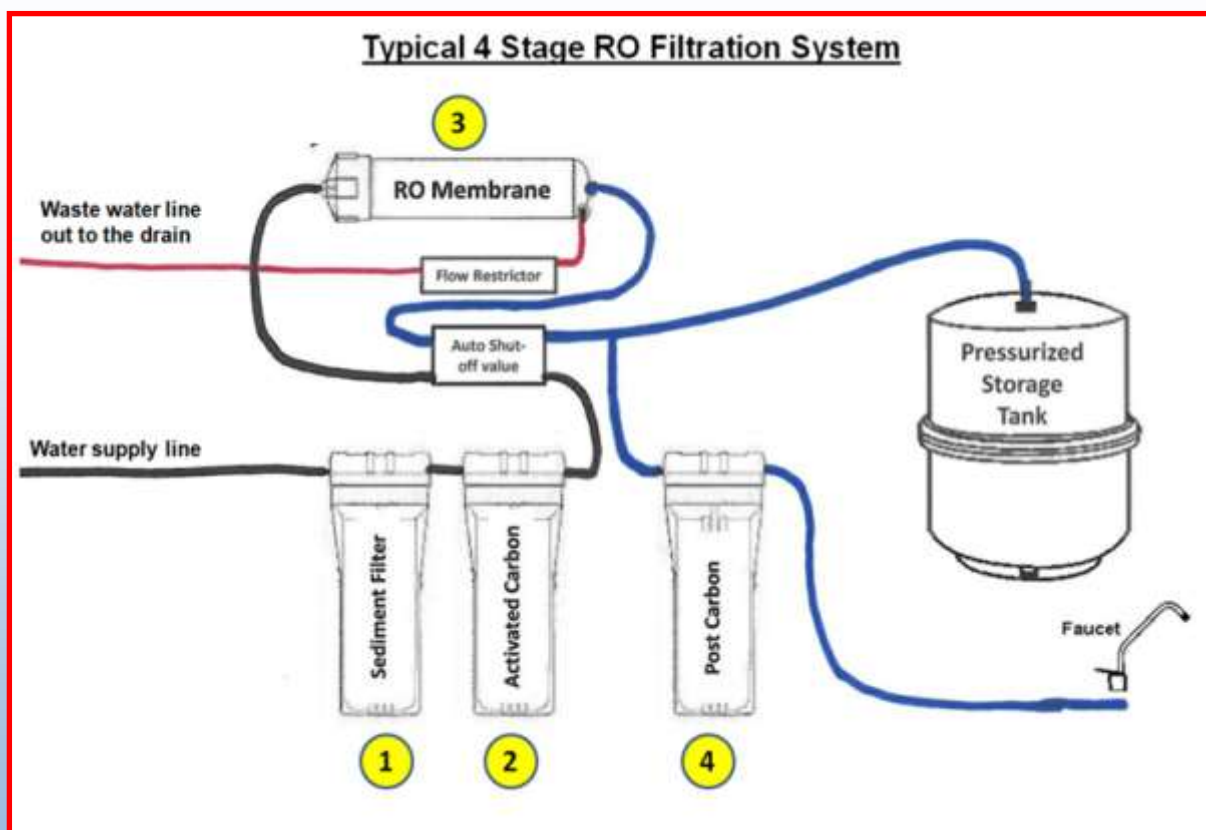 Typical 4 Stage RO Filtration System
3
RO Membrane
Waste water line
out to the drain
Flow Restrictor
Auto Shut-
off value
Pressurized
Storage
Tank
Water supply line
Sediment Filter
Activated Carbon
Post Carbon
Faucet
1
2
4